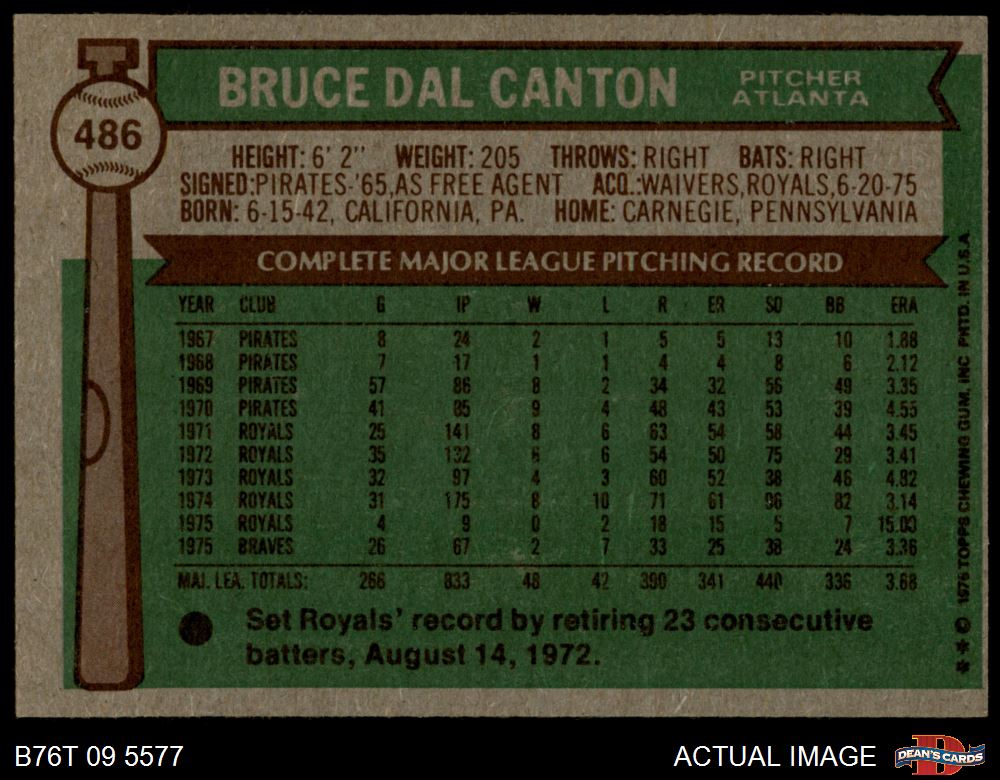 BRUCE DAL CANTON PITCHER ATLANTA
486
HEIGHT: 6' 2" WEIGHT: 205 THROWS: RIGHT BATS: RIGHT
SIGNED: PIRATES-'65, AS FREE AGENT ACQ.: WAIVERS, ROYALS, 6-20-75
BORN: 6-15-42, CALIFORNIA, PA. HOME: CARNEGIE, PENNSYLVANIA
COMPLETE MAJOR LEAGUE PITCHING RECORD
YEAR CLUB G IP W L R ER SO BB ERA
1967 PIRATES 8 24 2 1 5 5 13 10 1.88
1968 PIRATES 7 17 1 1 4 4 8 6 2.12
1969 PIRATES 57 86 8 2 34 32 56 49 3.35
1970 PIRATES 41 85 9 4 48 43 53 39 4.55
1971 ROYALS 25 141 8 6 63 54 58 44 3.45
1972 ROYALS 35 132 6 6 54 50 75 29 3.41
1973 ROYALS 32 97 4 3 60 52 38 46 4.82
1974 ROYALS 31 175 8 10 71 61 96 82 3.14
1975 ROYALS 4 9 0 2 18 15 5 7 15.00
1975 BRAVES 26 67 2 7 33 25 38 24 3.36
MAJ. LEA. TOTALS: 266 833 48 42 390 341 440 336 3.68
Set Royals' record by retiring 23 consecutive
batters, August 14, 1972.
** © 1976 TOPPS CHEWING GUM, INC PRTD. IN U.S.A.
B76T 09 5577 ACTUAL IMAGE DEAN'S CARDS